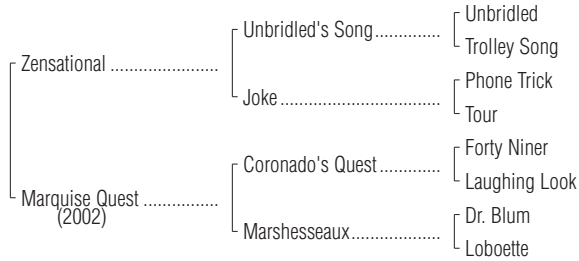 Unbridled
Unbridled's Song..............
Trolley Song
Zensational .......................
Phone Trick
Joke ..................................
Tour
Forty Niner
Coronado's Quest.............
Laughing Look
Marquise Quest ................
(2002)
Dr. Blum
Marshesseaux...................
Loboette